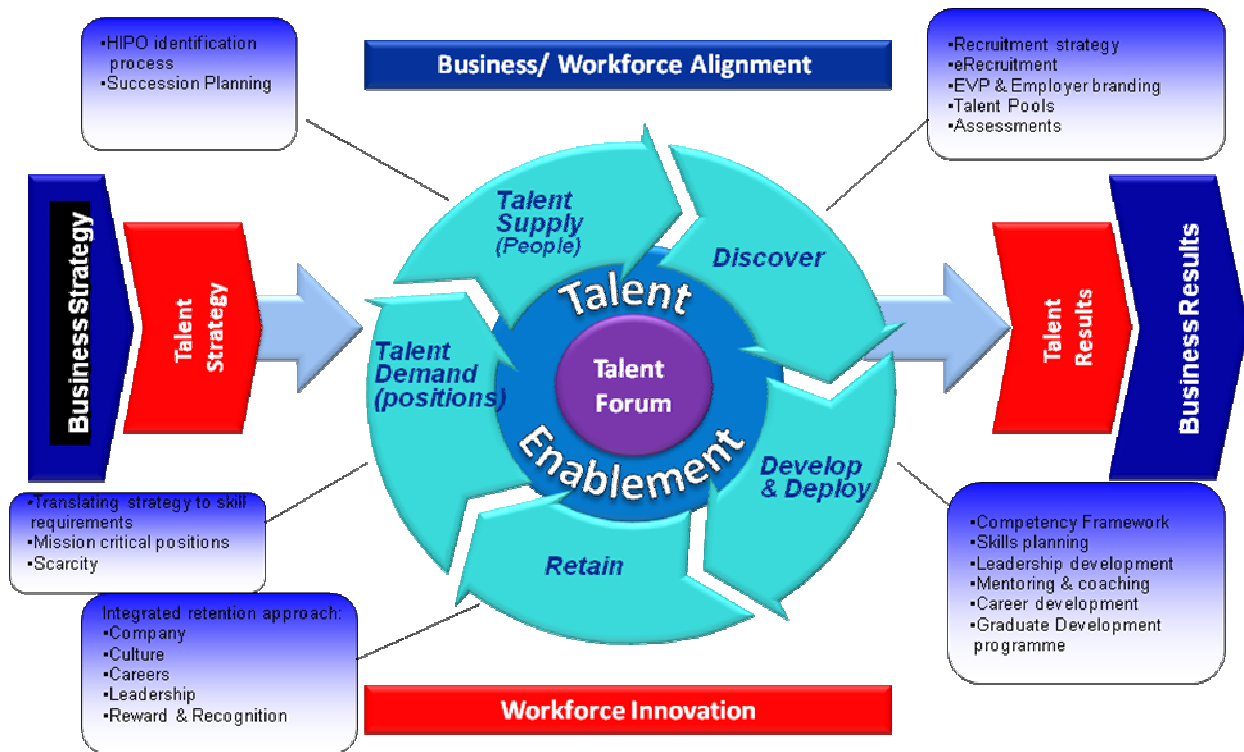 •HIPO identification
process
•Succession Planning
Business/ Workforce Alignment
•Recruitment strategy
•eRecruitment
•EVP & Employer branding
•Talent Pools
•Assessments
Business Strategy
Talent
Strategy
Talent
Supply
(People)
Discover
Talent
Demand
(positions)
Talent
Enablement
Talent
Forum
Develop
& Deploy
Retain
Talent
Results
Business Results
•Translating strategy to skill
requirements
•Mission critical positions
•Scarcity
Integrated retention approach:
•Company
•Culture
•Careers
•Leadership
•Reward & Recognition
•Competency Framework
•Skills planning
•Leadership development
•Mentoring & coaching
•Career development
•Graduate Development
programme
Workforce Innovation